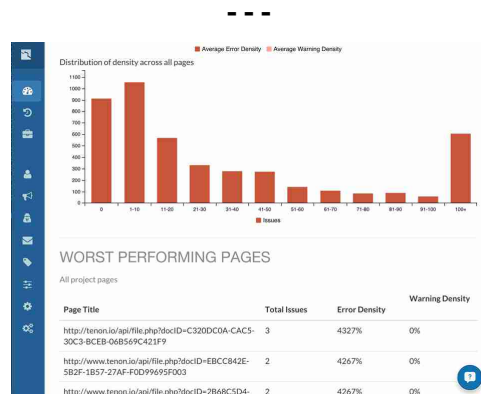 ---
Average Error Density Average Warning Density
Distribution of density across all pages
1100
1000
900
800
700
600
500
400
300
200
100
0
0 1-10 11-20 21-30 31-40 41-50 51-60 61-70 71-80 81-90 91-100 100+
Issues
WORST PERFORMING PAGES
All project pages
Page Title Total Issues Error Density Warning Density
http://tenon.io/api/file.php?docID=C320DC0A-CAC5- 3 4327% 0%
30C3-BCEB-06B569C421F9
http://www.tenon.io/api/file.php?docID=EBCC842E- 2 4267% 0%
5B2F-1B57-27AF-F0D99695F003
http://www.tenon.io/api/file.php?docID=2B68C5D4- 2 4267% 0%